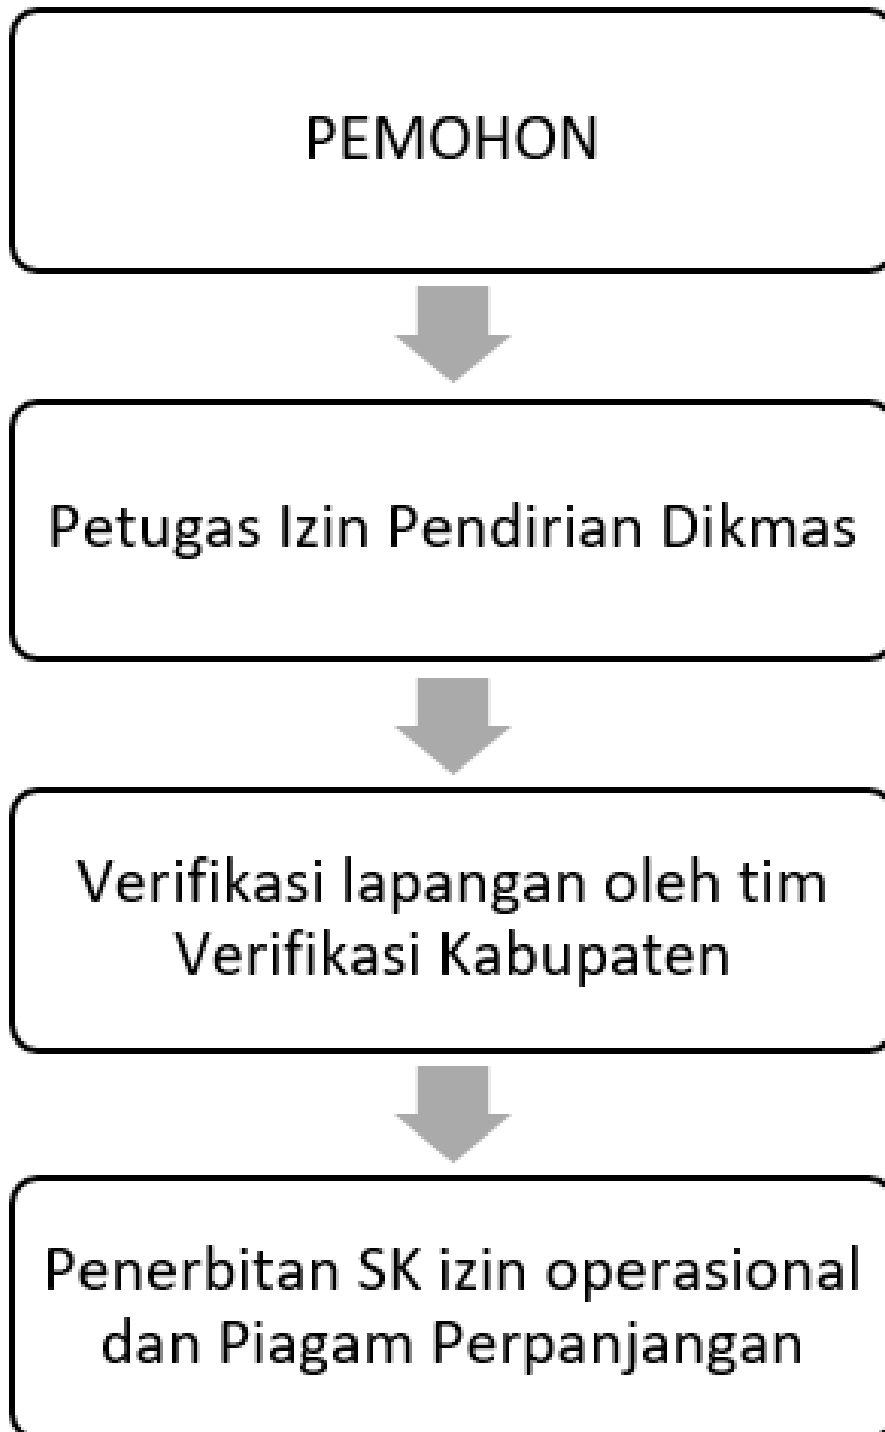 PEMOHON
Petugas Izin Pendirian Dikmas
Verifikasi lapangan oleh tim
Verifikasi Kabupaten
Penerbitan SK izin operasional
dan Piagam Perpanjangan